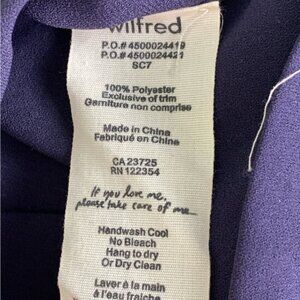 wilfred
P.O.# 4500024419
P.O.# 4500024421
SC7
100% Polyester
Exclusive of trim
Garniture non comprise
Made in China
Fabriqué en China
CA 23725
RN 122354
If you love me,
please take care of me
Handwash Cool
No Bleach
Hang to dry
Or Dry Clean
Laver à la main
à l'eau fraîche